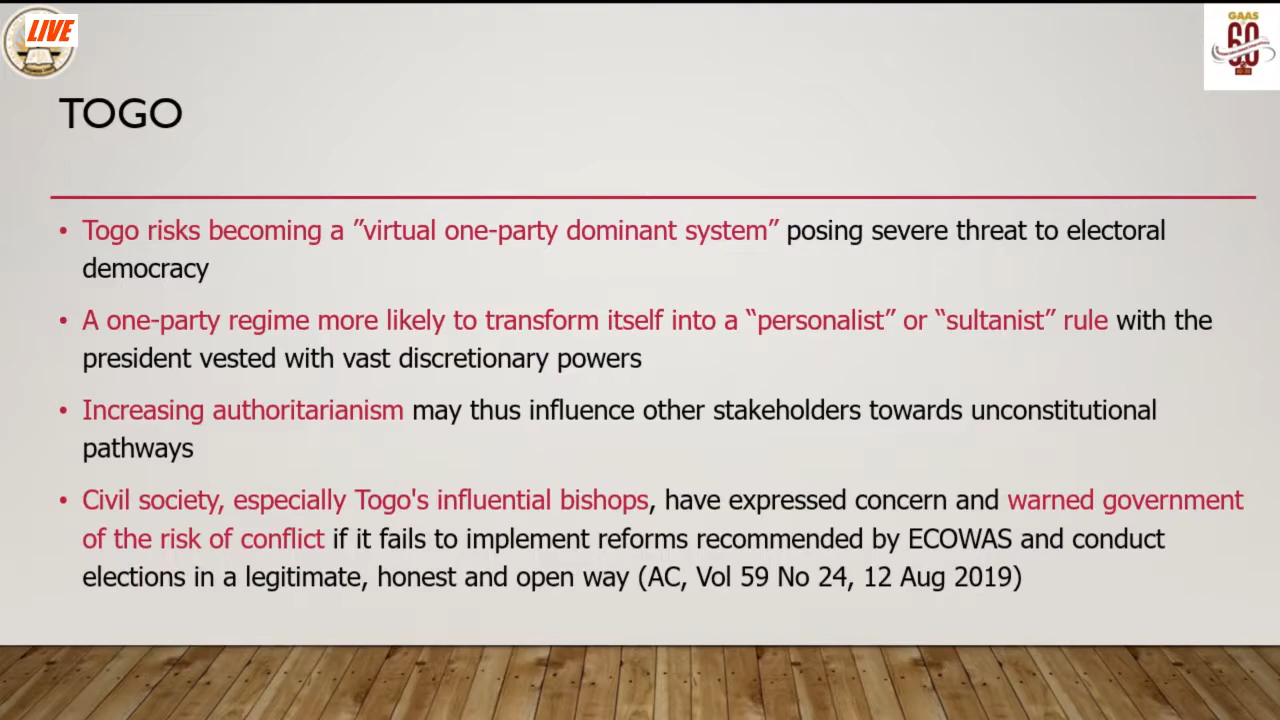 LIVE
GAAS
60
TOGO
• Togo risks becoming a ”virtual one-party dominant system” posing severe threat to electoral
democracy
• A one-party regime more likely to transform itself into a “personalist” or “sultanist” rule with the
president vested with vast discretionary powers
• Increasing authoritarianism may thus influence other stakeholders towards unconstitutional
pathways
• Civil society, especially Togo's influential bishops, have expressed concern and warned government
of the risk of conflict if it fails to implement reforms recommended by ECOWAS and conduct
elections in a legitimate, honest and open way (AC, Vol 59 No 24, 12 Aug 2019)